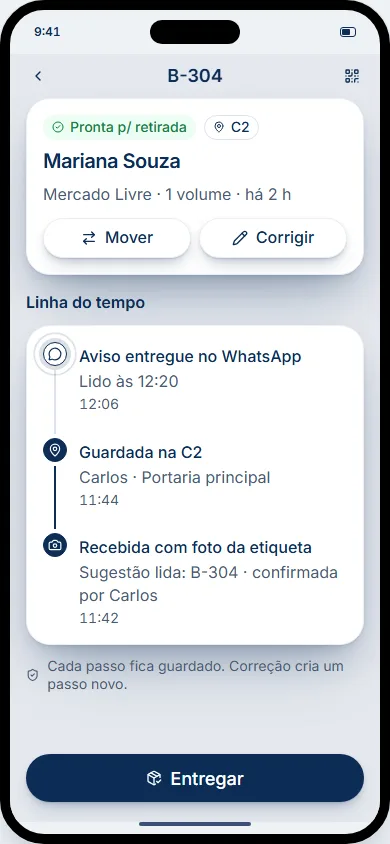 9:41
B-304
Pronta p/ retirada
C2
Mariana Souza
Mercado Livre · 1 volume · há 2 h
Mover
Corrigir
Linha do tempo
Aviso entregue no WhatsApp
Lido às 12:20
12:06
Guardada na C2
Carlos · Portaria principal
11:44
Recebida com foto da etiqueta
Sugestão lida: B-304 · confirmada
por Carlos
11:42
Cada passo fica guardado. Correção cria um
passo novo.
Entregar